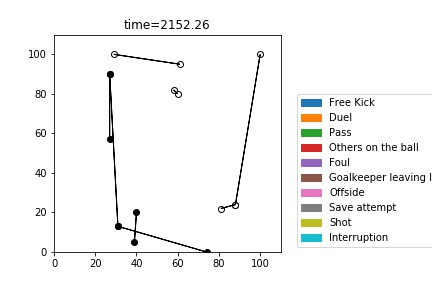 time=2152.26
100
80
60
40
20
0
0 20 40 60 80 100
Free Kick
Duel
Pass
Others on the ball
Foul
Goalkeeper leaving l
Offside
Save attempt
Shot
Interruption